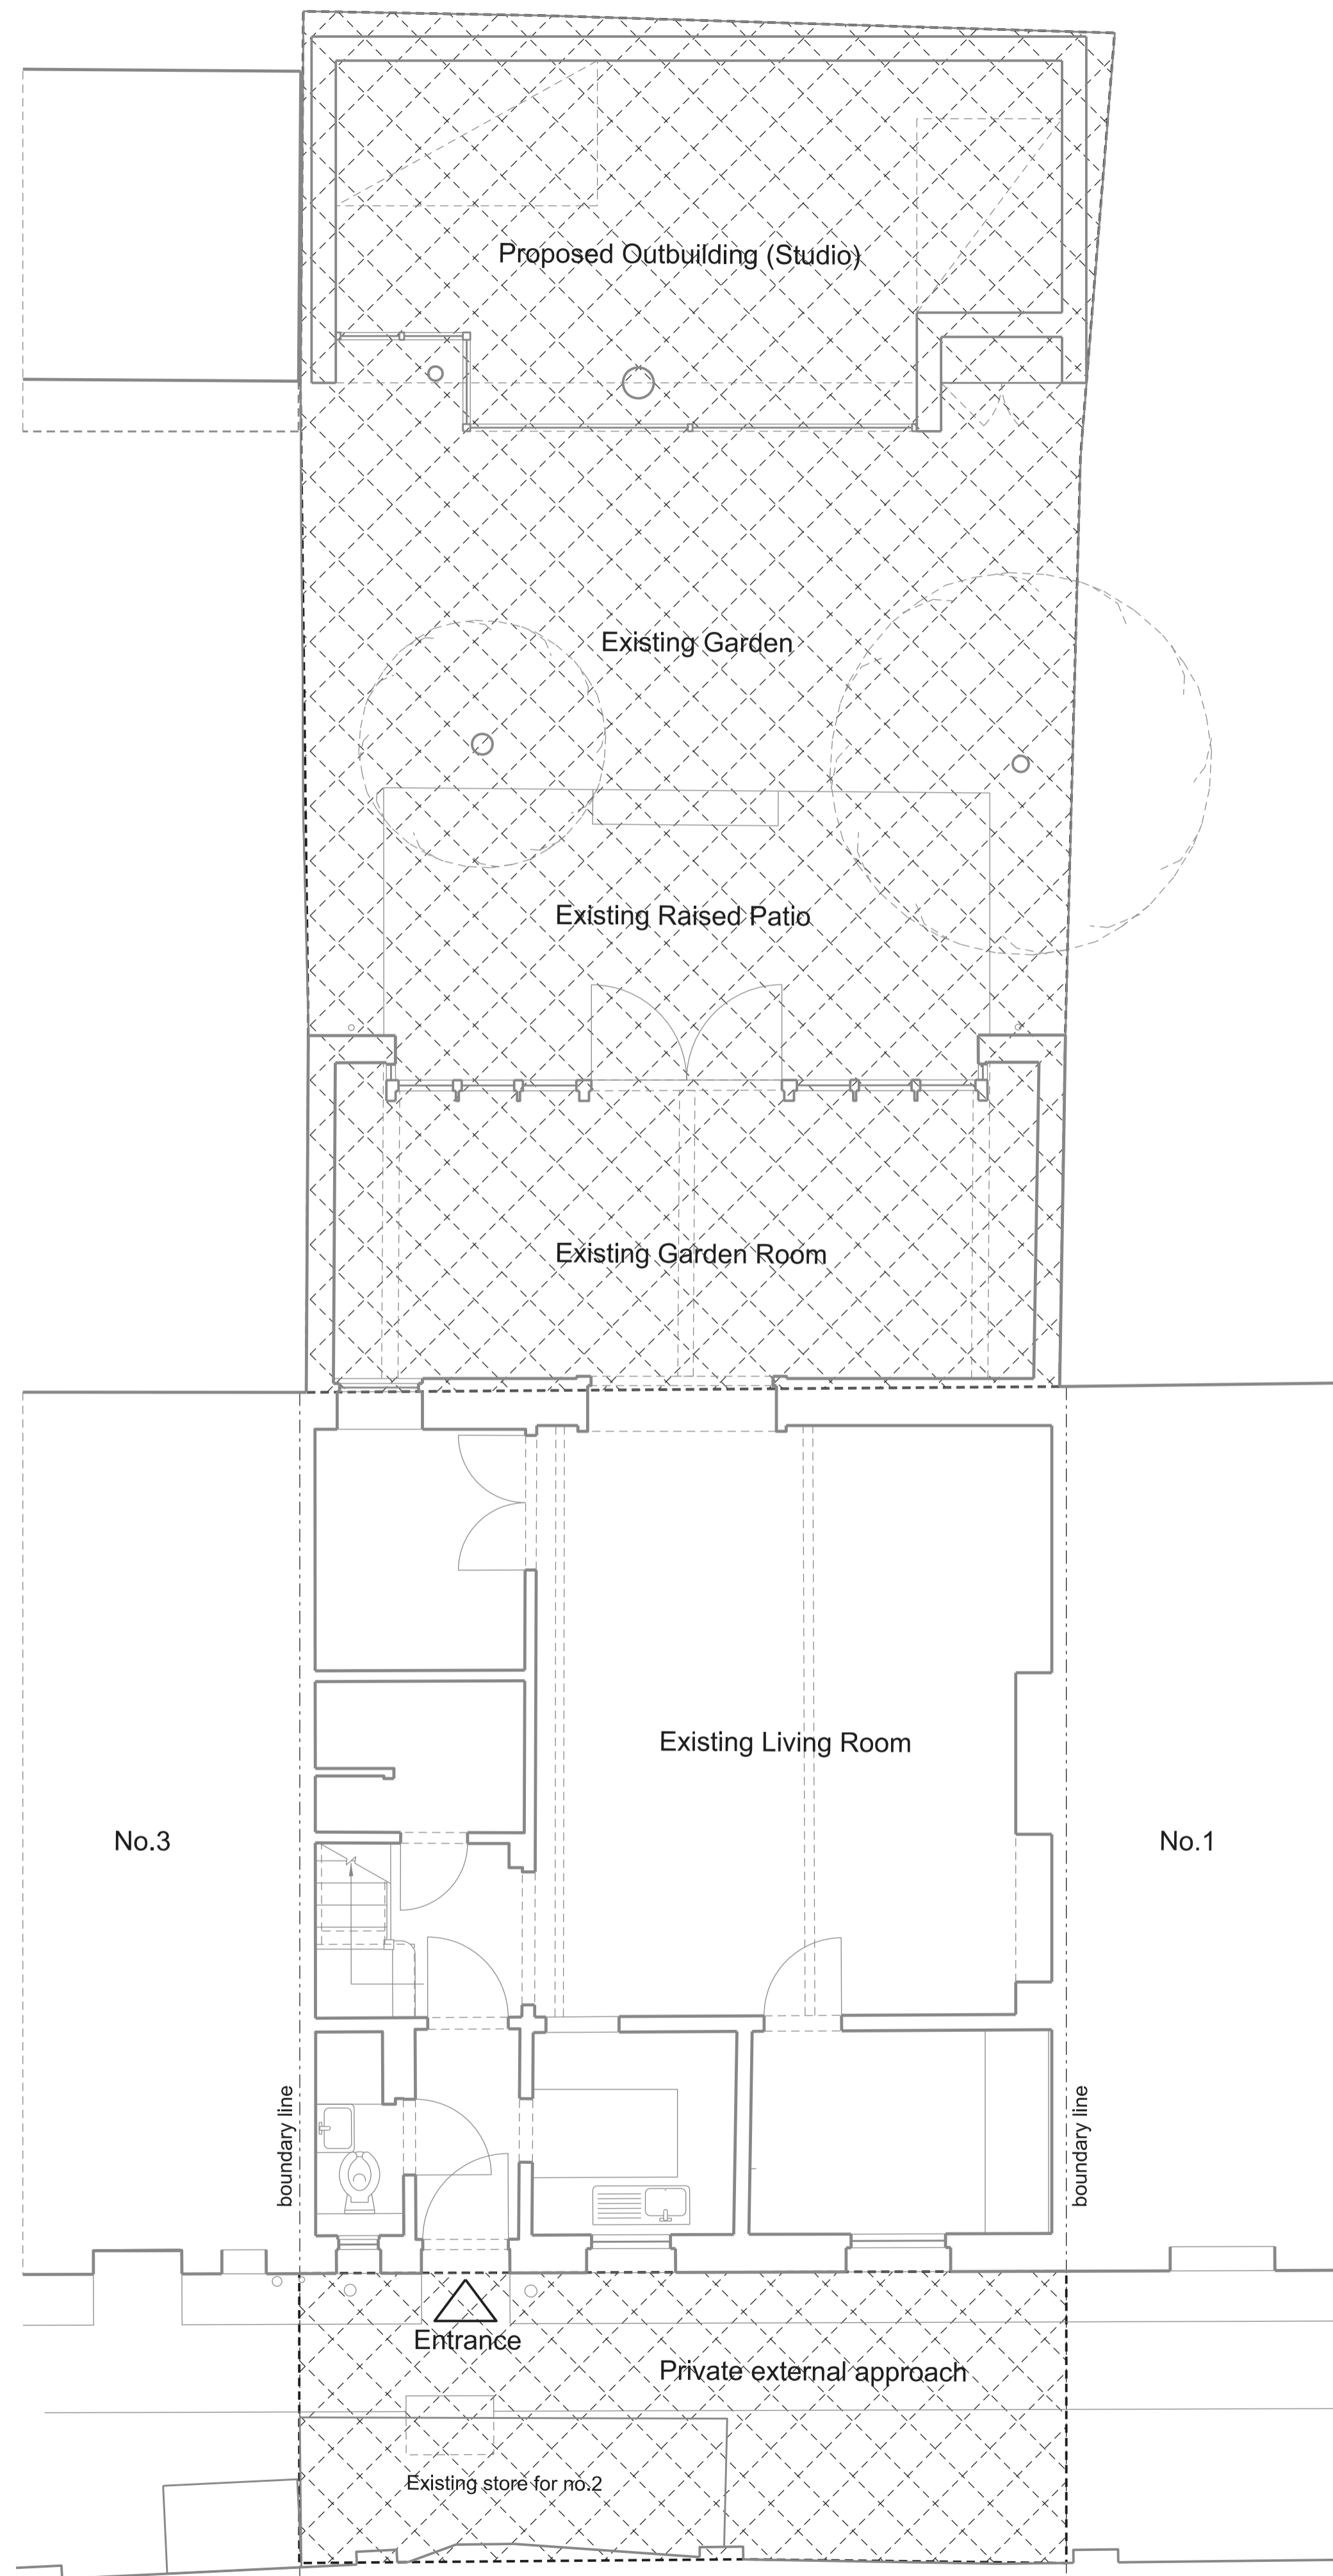 Proposed Outbuilding (Studio)
Existing Garden
Existing Raised Patio
Existing Garden Room
Existing Living Room
No.3
No.1
boundary line
boundary line
Entrance
Private external approach
Existing store for no.2